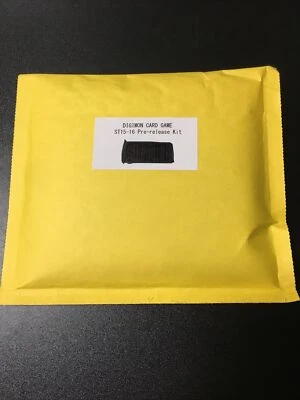 DIGIMON CARD GAME
ST15-16 Pre-release Kit